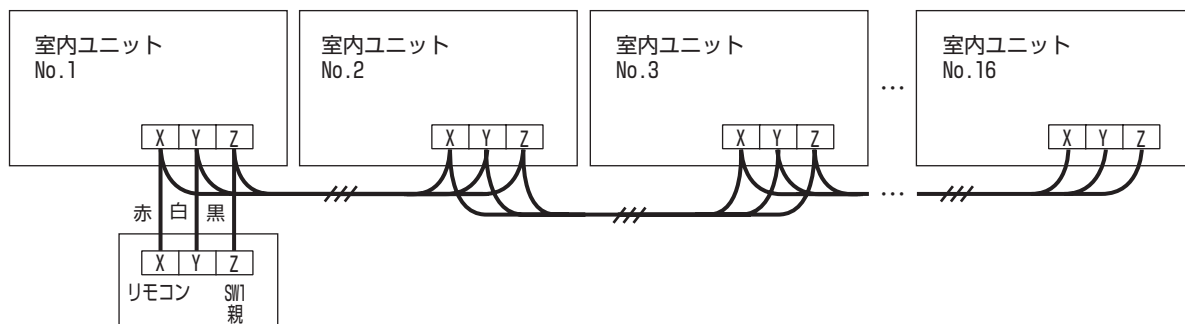 室内ユニット
No.1
室内ユニット
No.2
室内ユニット
No.3
…
室内ユニット
No.16
X Y Z
X Y Z
X Y Z
X Y Z
…
赤 白 黒
X Y Z
リモコン SW1
親